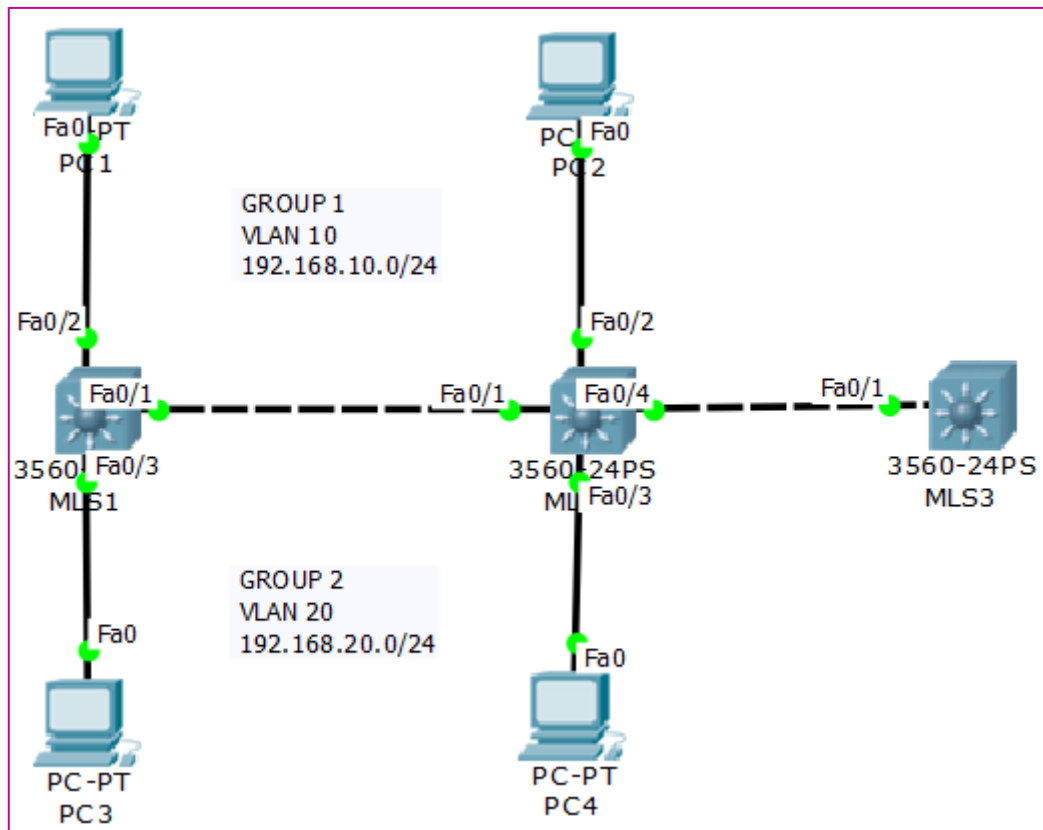 Fa0-PT
PC1
PC Fa0
PC2
GROUP 1
VLAN 10
192.168.10.0/24
Fa0/2
Fa0/2
Fa0/1
Fa0/1
Fa0/4
Fa0/1
3560 Fa0/3
MLS1
3560-24PS
ML Fa0/3
3560-24PS
MLS3
GROUP 2
VLAN 20
192.168.20.0/24
Fa0
Fa0
PC-PT
PC3
PC-PT
PC4